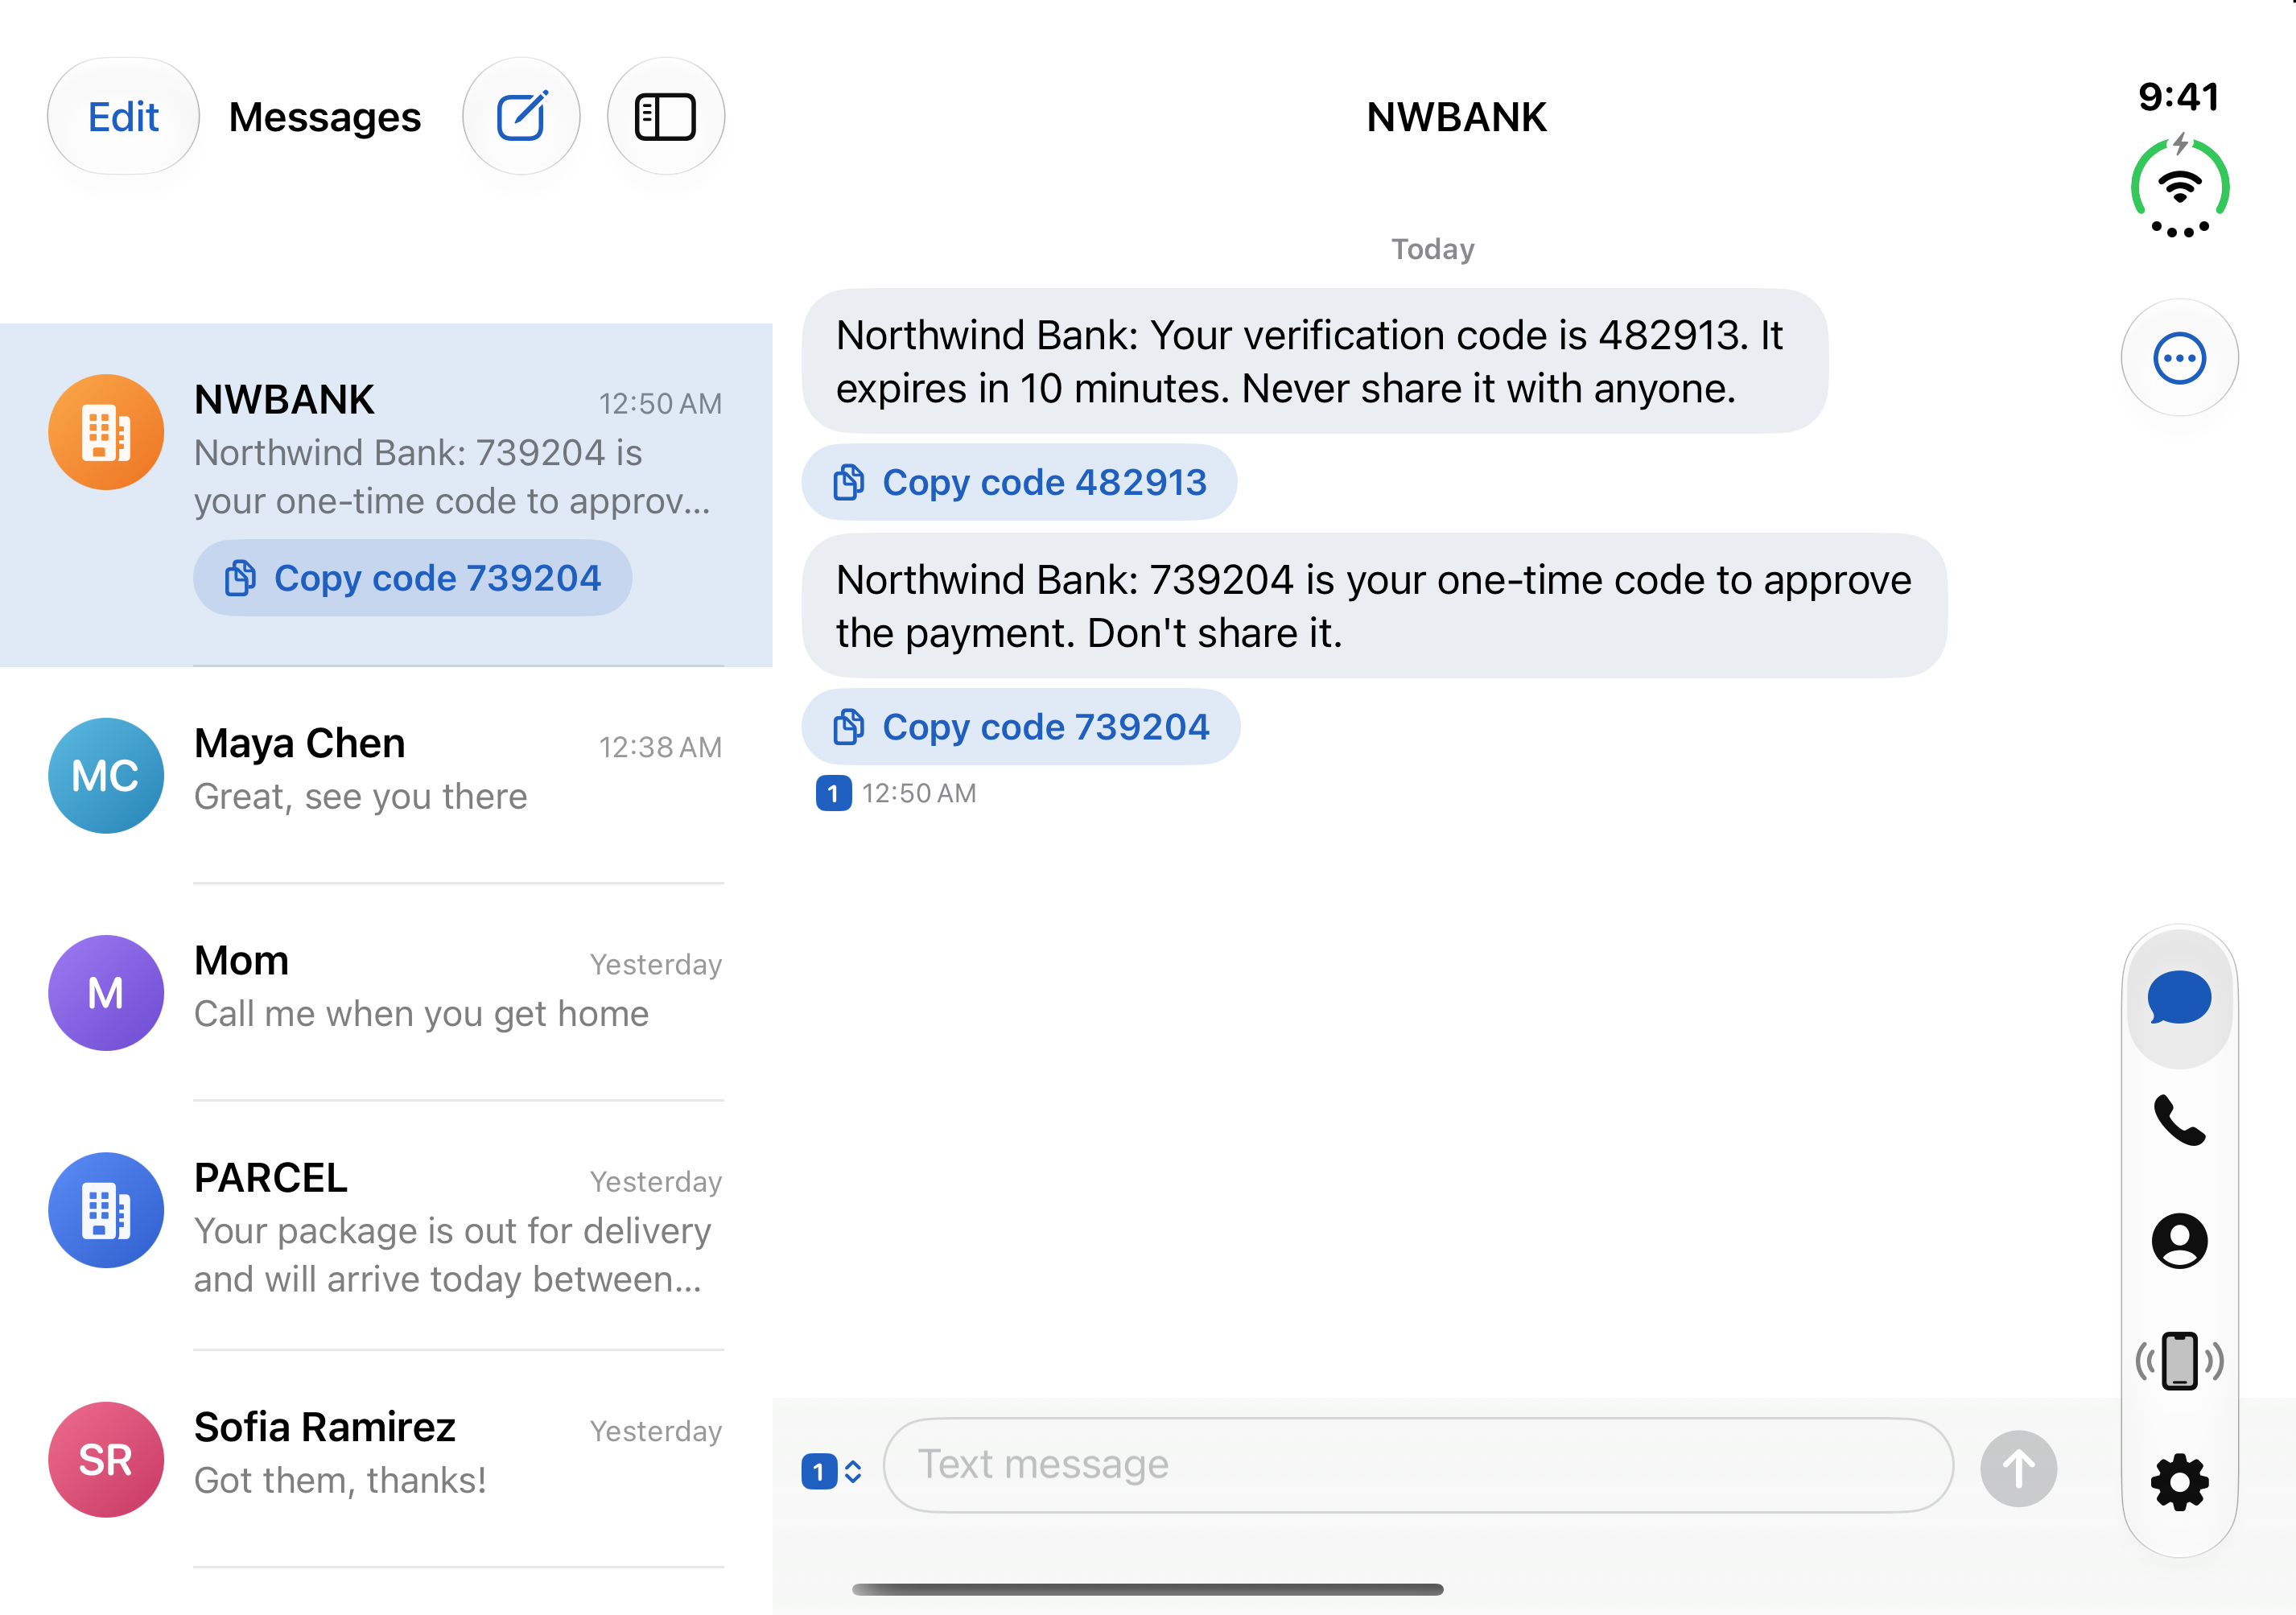 Edit
Messages
NWBANK
12:50 AM
Northwind Bank: 739204 is
your one-time code to approv...
Copy code 739204
MC
Maya Chen
12:38 AM
Great, see you there
M
Mom
Yesterday
Call me when you get home
PARCEL
Yesterday
Your package is out for delivery
and will arrive today between...
SR
Sofia Ramirez
Yesterday
Got them, thanks!
NWBANK
9:41
Today
Northwind Bank: Your verification code is 482913. It
expires in 10 minutes. Never share it with anyone.
Copy code 482913
Northwind Bank: 739204 is your one-time code to approve
the payment. Don't share it.
Copy code 739204
1 12:50 AM
1
Text message